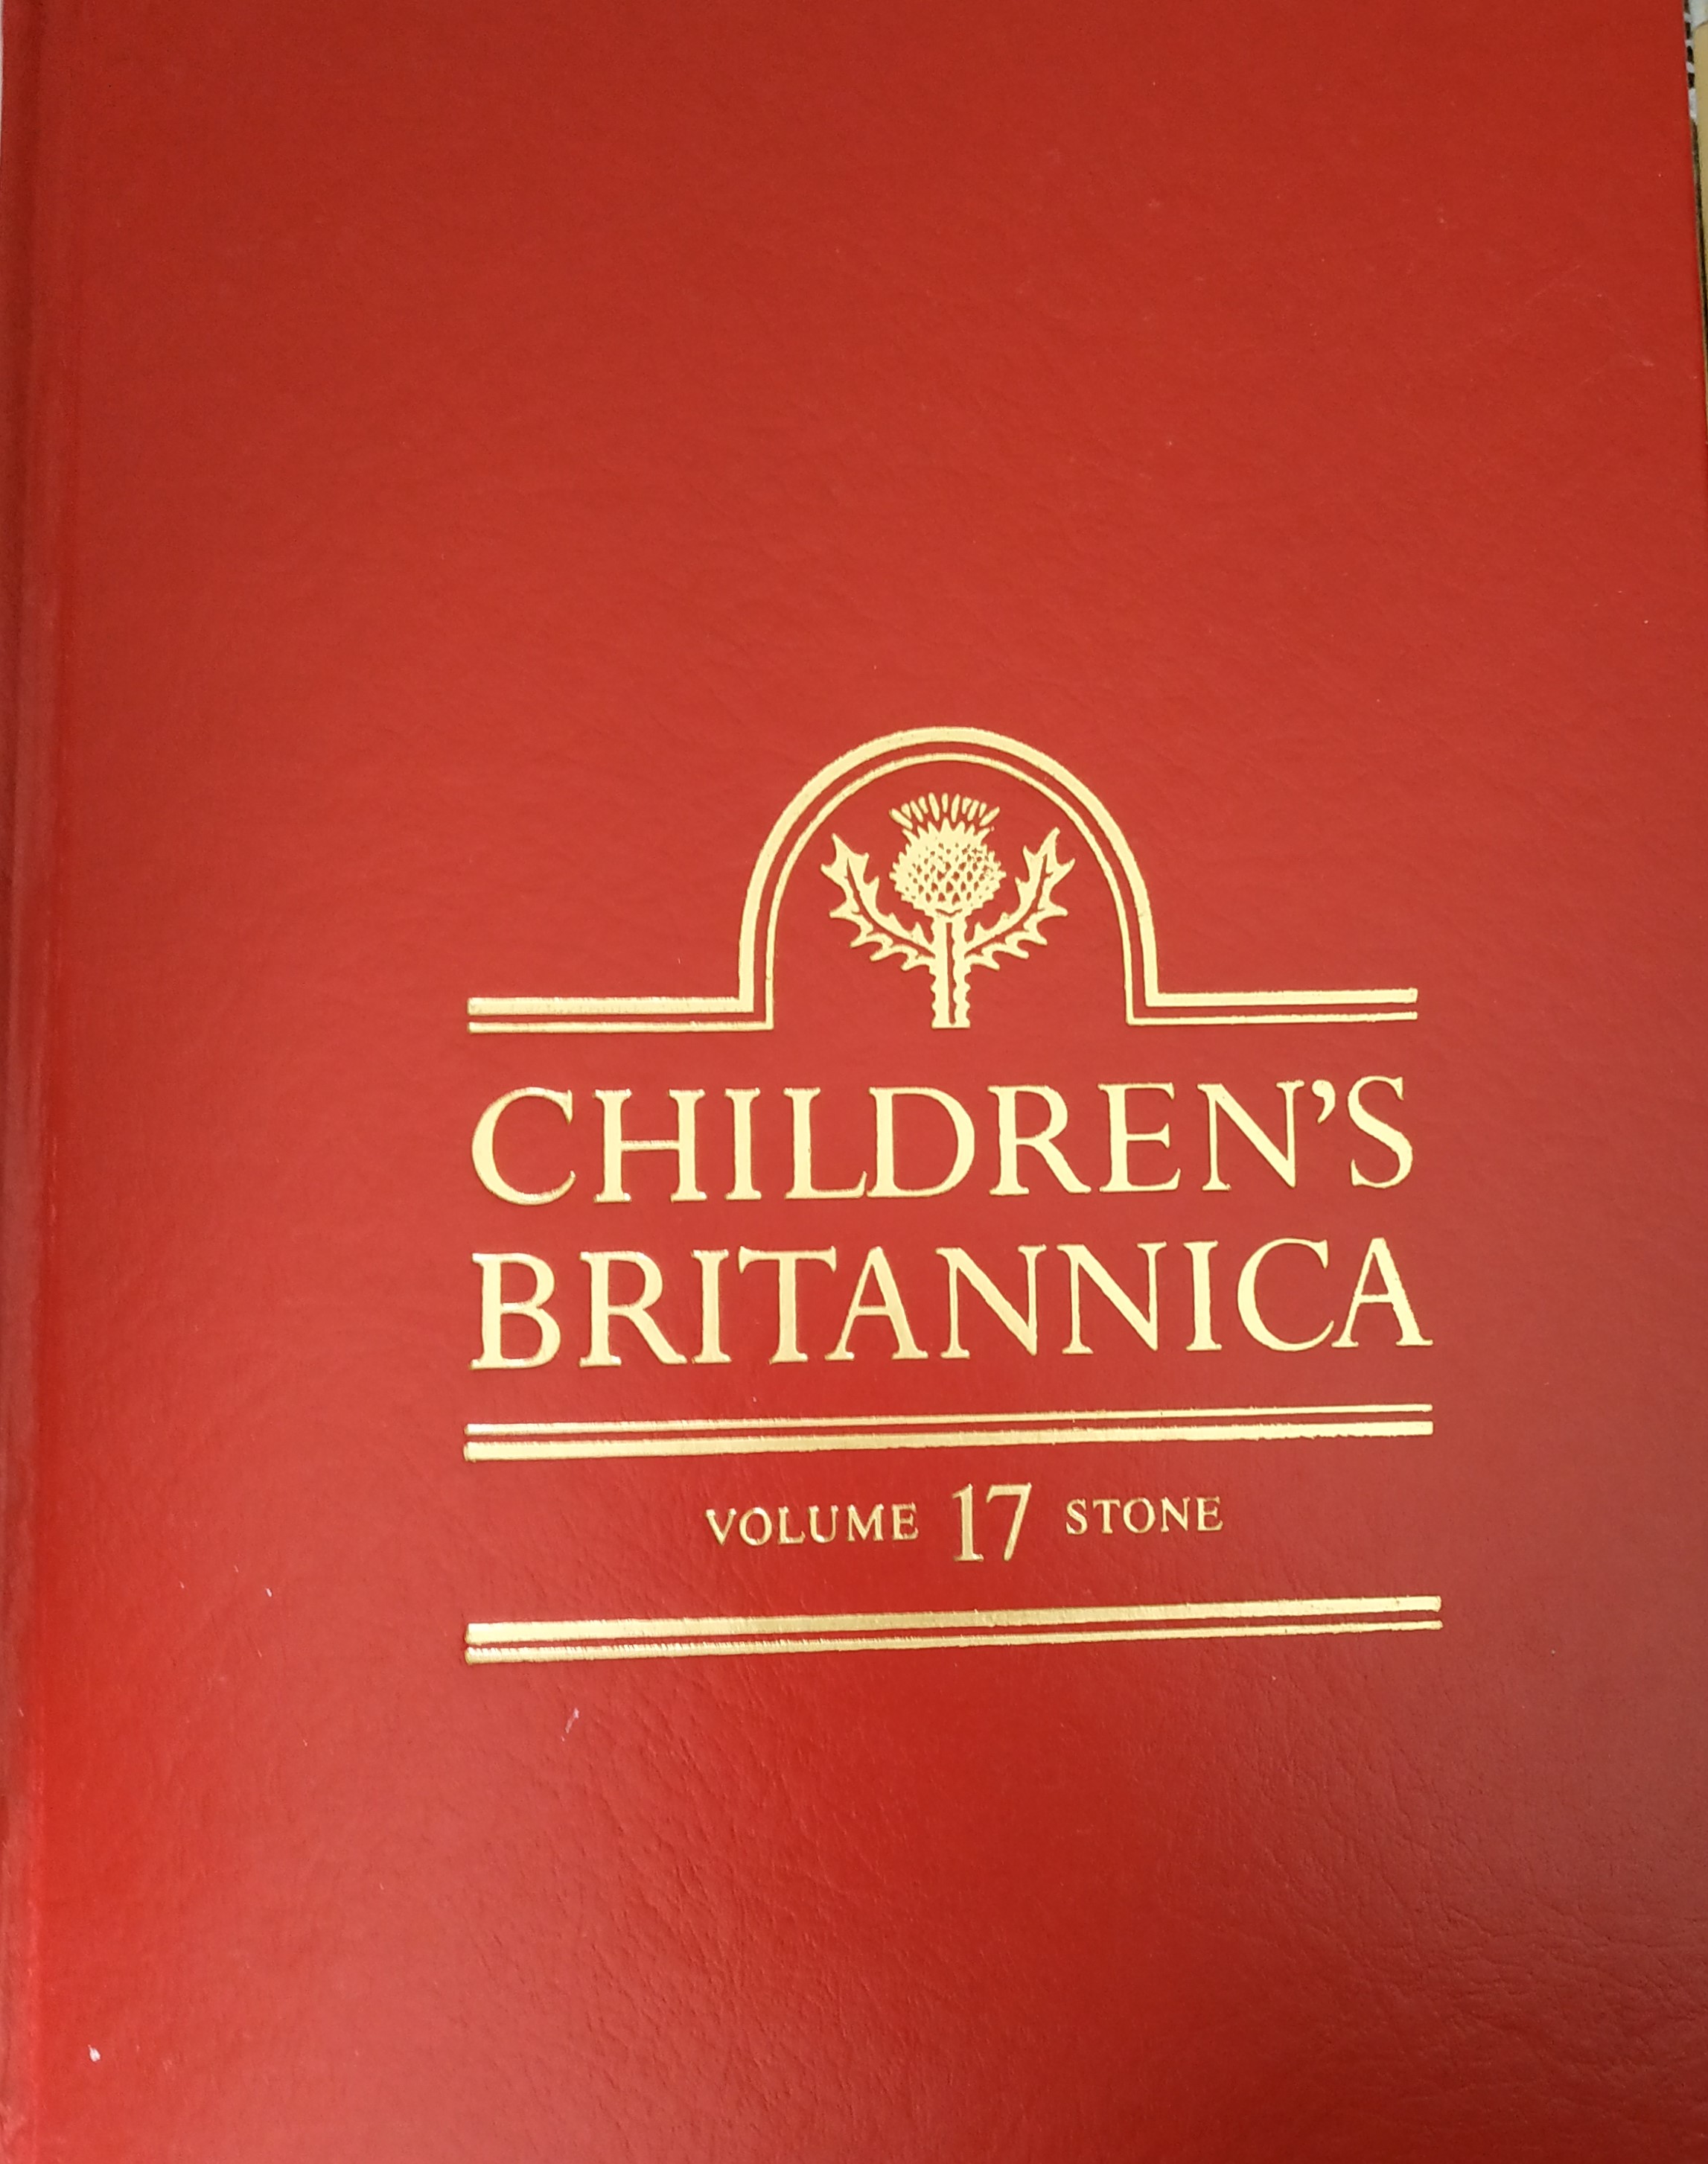 CHILDREN'S
BRITANNICA
VOLUME 17 STONE